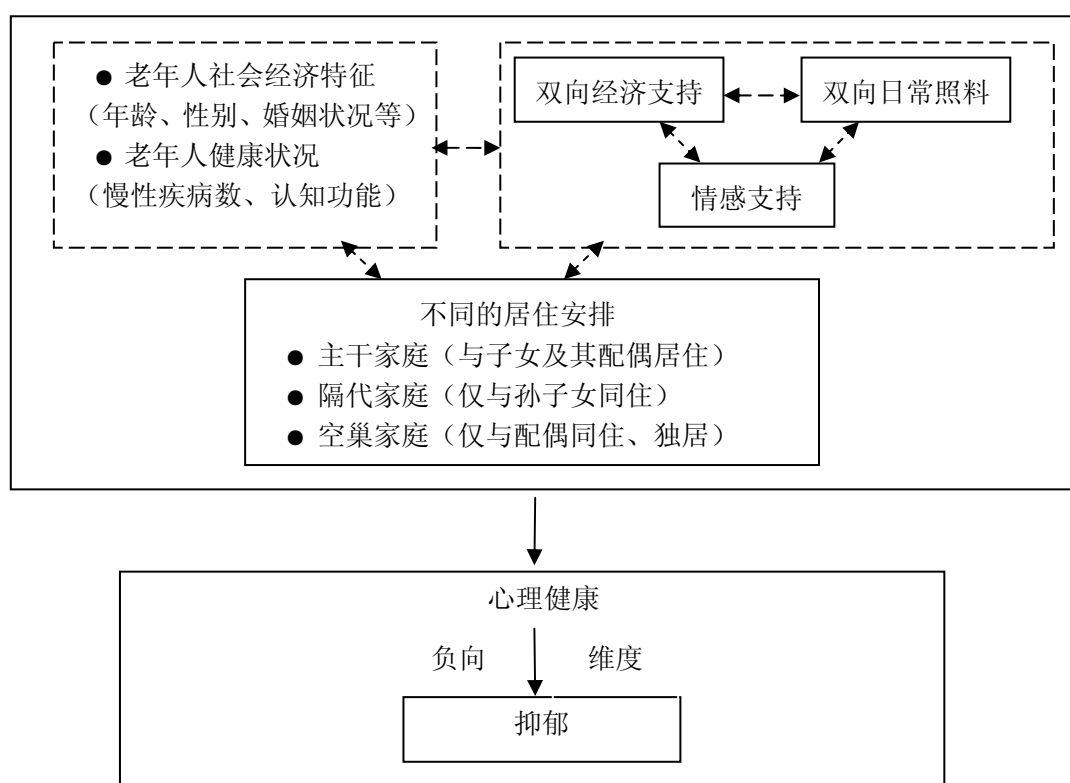 ● 老年人社会经济特征
（年龄、性别、婚姻状况等）
● 老年人健康状况
（慢性疾病数、认知功能）
双向经济支持
双向日常照料
情感支持
不同的居住安排
● 主干家庭（与子女及其配偶居住）
● 隔代家庭（仅与孙子女同住）
● 空巢家庭（仅与配偶同住、独居）
心理健康
负向 维度
抑郁